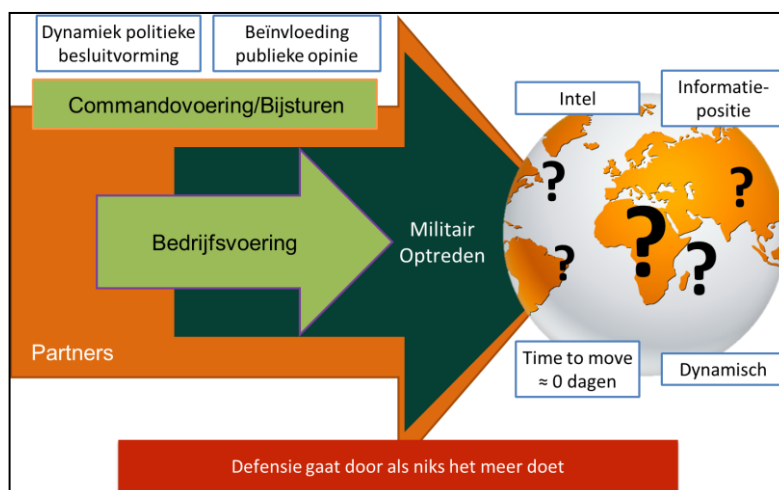 Dynamiek politieke
besluitvorming
Beïnvloeding
publieke opinie
Commandovoering/Bijsturen
Intel
Informatie-
positie
?
?
?
?
?
Bedrijfsvoering
Militair
Optreden
Partners
Time to move
≈ 0 dagen
Dynamisch
Defensie gaat door als niks het meer doet